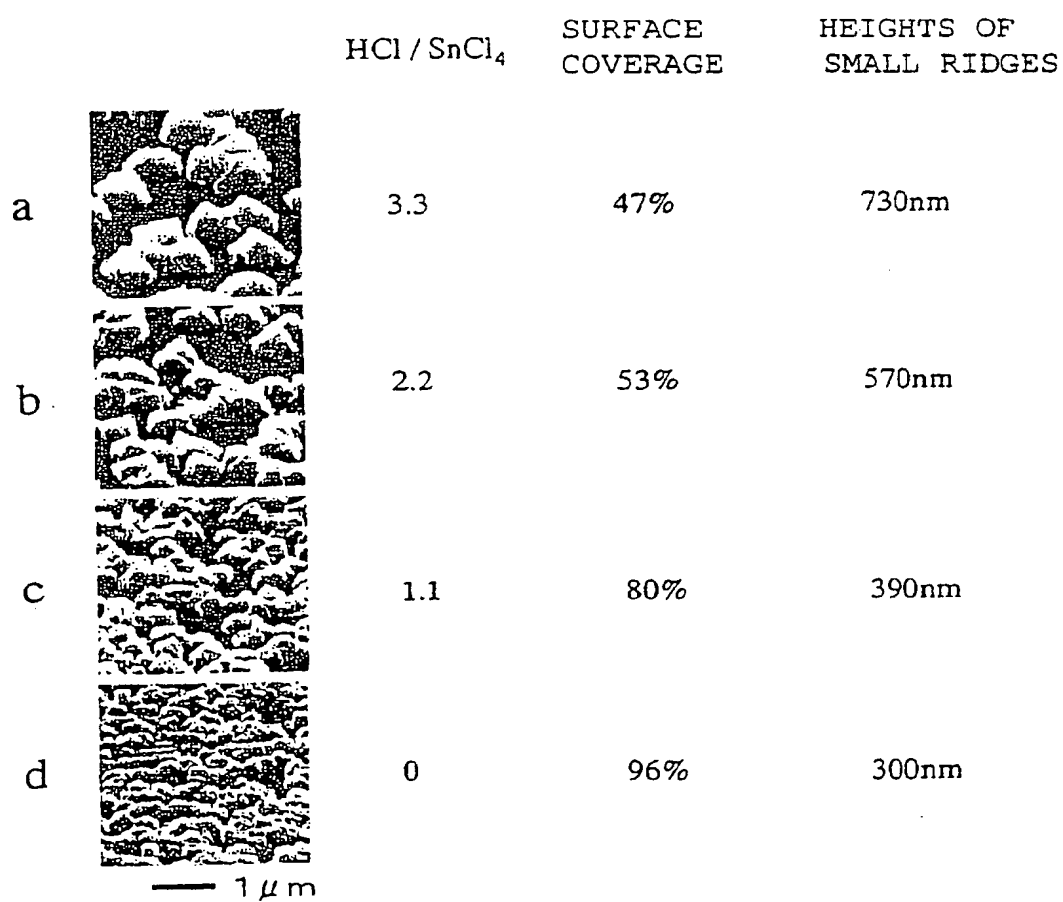 HCl / SnCl₄ SURFACE COVERAGE HEIGHTS OF SMALL RIDGES
a 3.3 47% 730nm
b 2.2 53% 570nm
c 1.1 80% 390nm
d 0 96% 300nm
1 μm